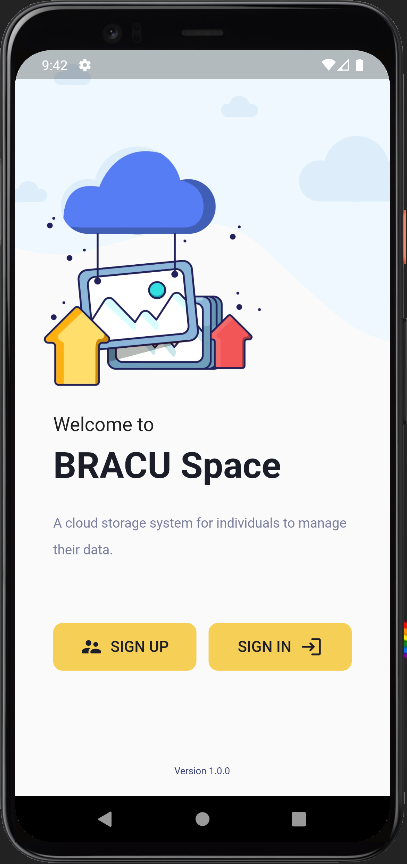 9:42
Welcome to
BRACU Space
A cloud storage system for individuals to manage
their data.
SIGN UP
SIGN IN
Version 1.0.0